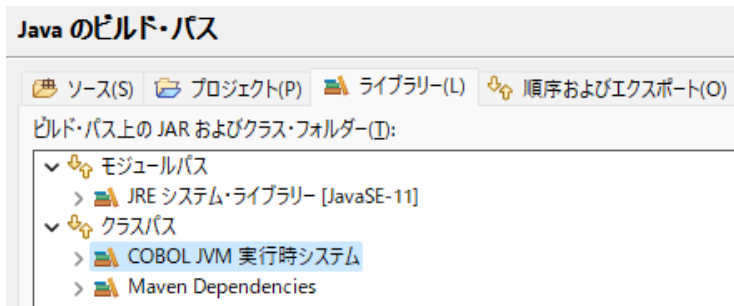 Java のビルド・パス
ソース(S) プロジェクト(P) ライブラリー(L) 順序およびエクスポート(O)
ビルド・パス上の JAR およびクラス・フォルダー(T):
モジュールパス
JRE システム・ライブラリー [JavaSE-11]
クラスパス
COBOL JVM 実行時システム
Maven Dependencies